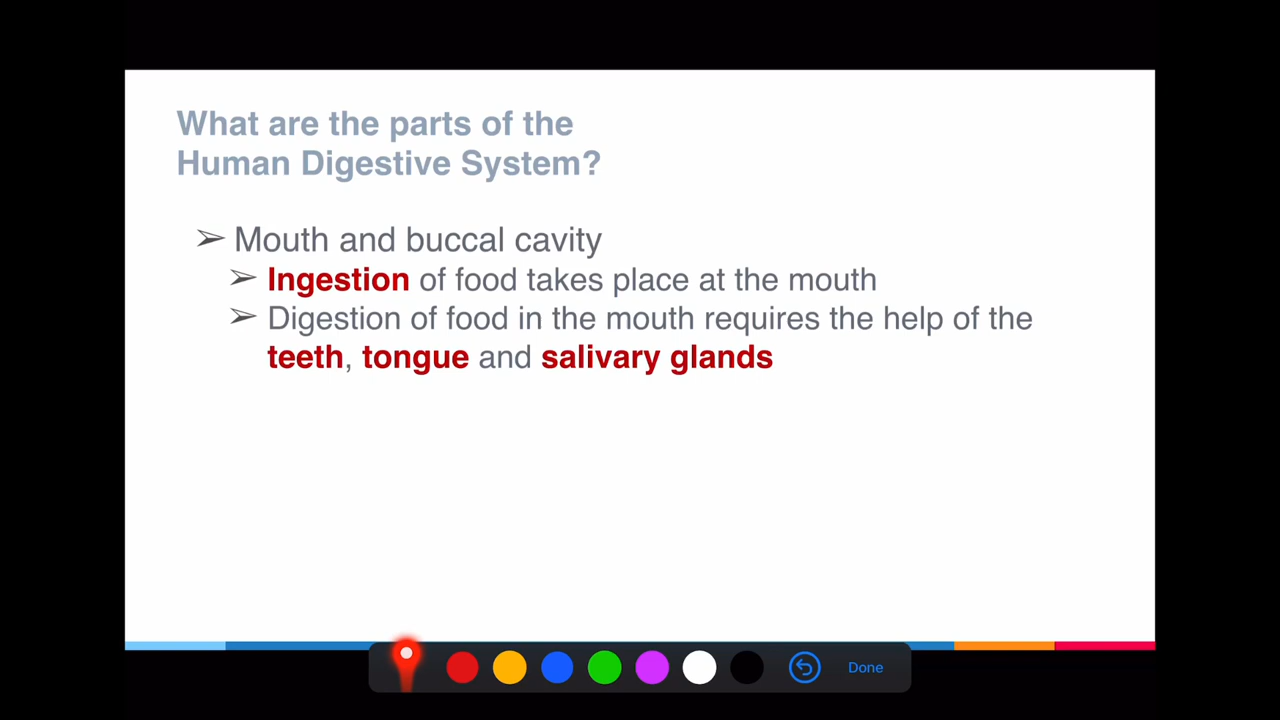 What are the parts of the
Human Digestive System?
➢ Mouth and buccal cavity
➢ Ingestion of food takes place at the mouth
➢ Digestion of food in the mouth requires the help of the
teeth, tongue and salivary glands
Done